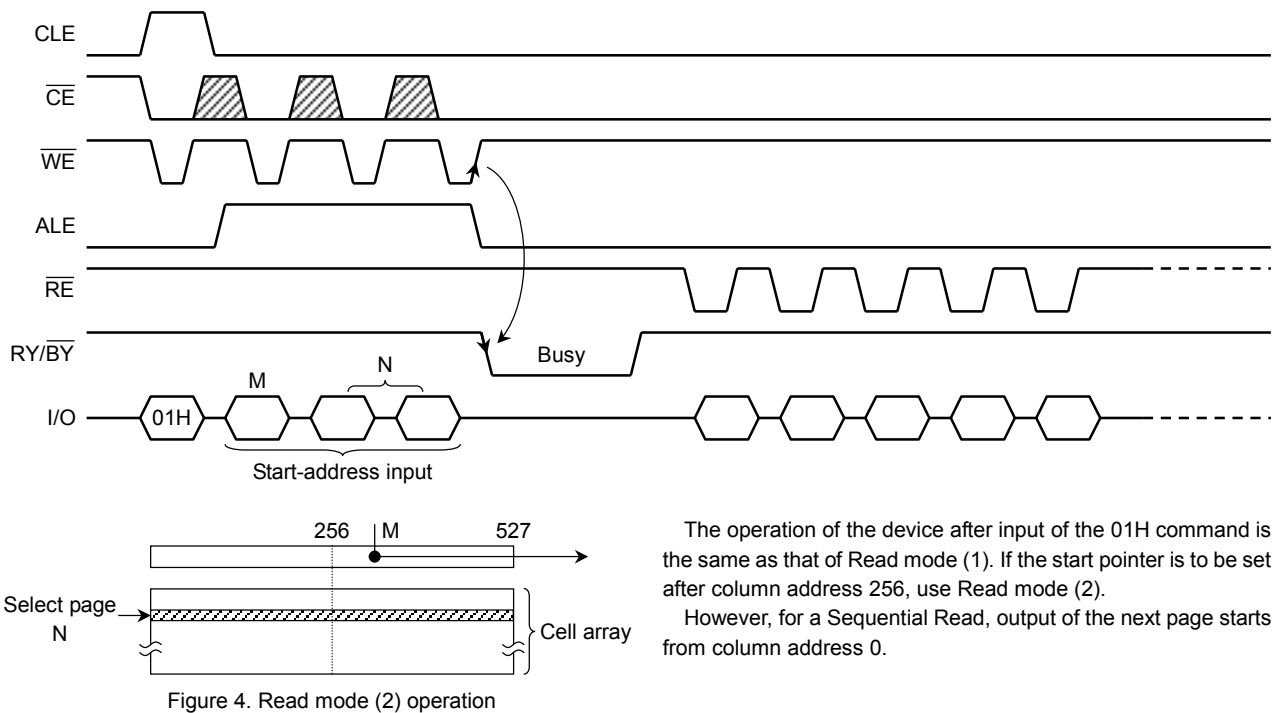 CLE
CE
WE
ALE
RE
RY/BY
Busy
M
N
I/O
01H
Start-address input
256 M 527
Select page
N
Cell array
Figure 4. Read mode (2) operation
The operation of the device after input of the 01H command is
the same as that of Read mode (1). If the start pointer is to be set
after column address 256, use Read mode (2).
However, for a Sequential Read, output of the next page starts
from column address 0.